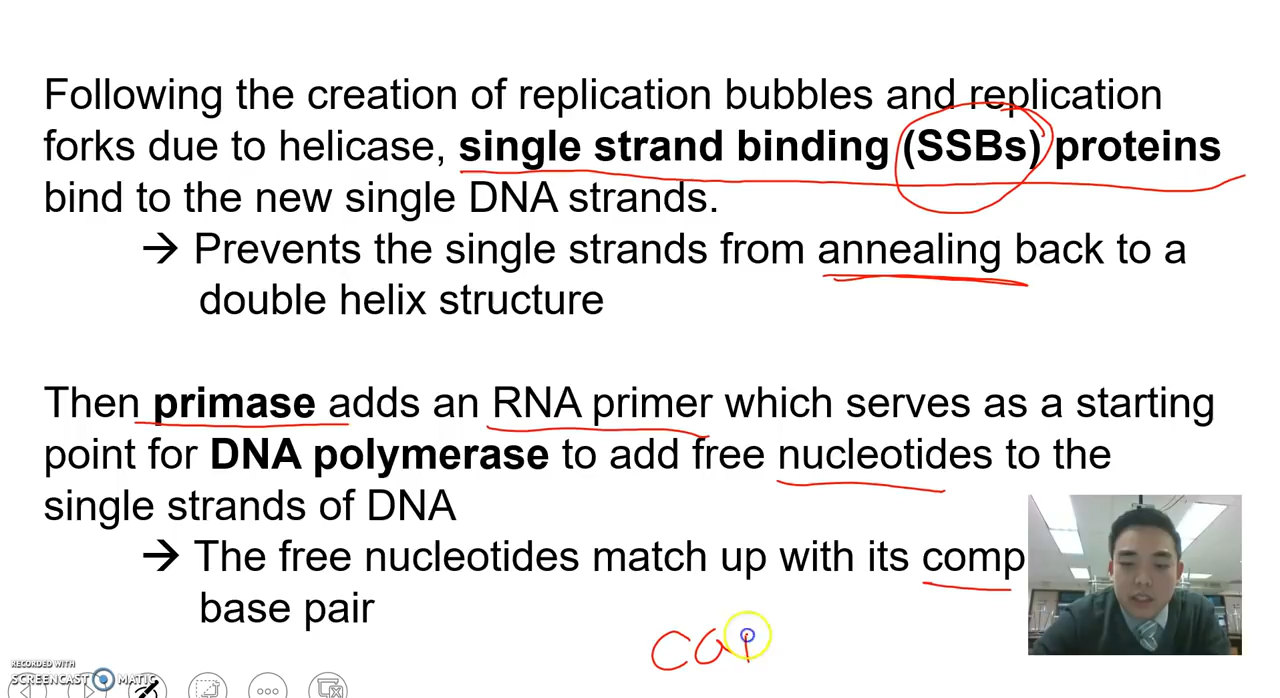 Following the creation of replication bubbles and replication
forks due to helicase, single strand binding (SSBs) proteins
bind to the new single DNA strands.
→ Prevents the single strands from annealing back to a
double helix structure
Then primase adds an RNA primer which serves as a starting
point for DNA polymerase to add free nucleotides to the
single strands of DNA
→ The free nucleotides match up with its comp
base pair
RECORDED WITH
SCREENCAST MATIC